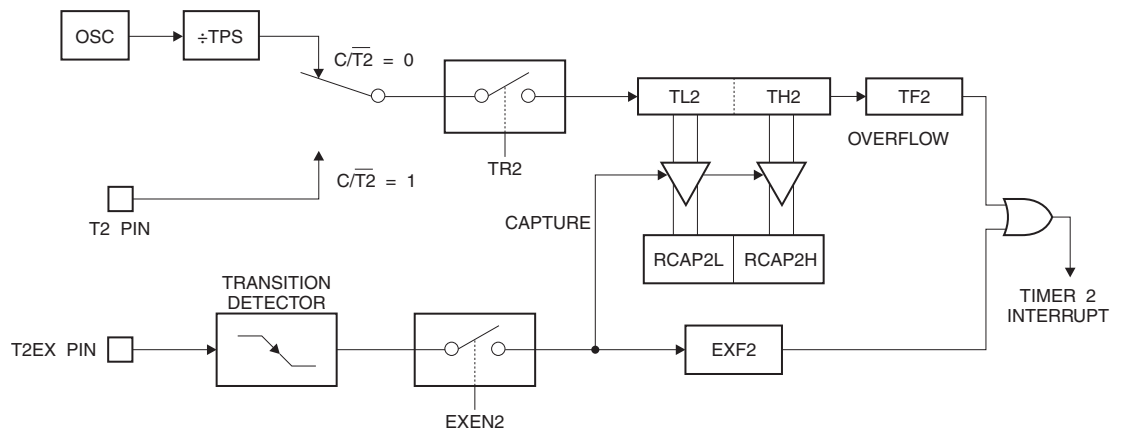 OSC
÷TPS
C/T2 = 0
TL2
TH2
TF2
OVERFLOW
TR2
C/T2 = 1
T2 PIN
CAPTURE
RCAP2L
RCAP2H
TRANSITION
DETECTOR
TIMER 2
INTERRUPT
T2EX PIN
EXF2
EXEN2